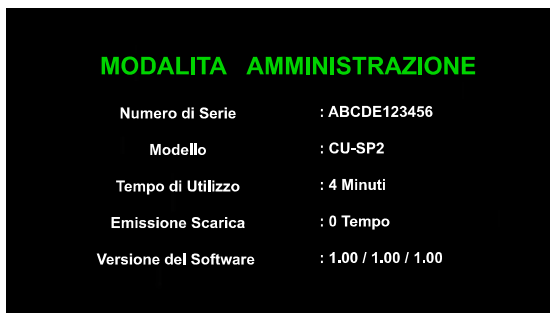 MODALITA AMMINISTRAZIONE
Numero di Serie : ABCDE123456
Modello : CU-SP2
Tempo di Utilizzo : 4 Minuti
Emissione Scarica : 0 Tempo
Versione del Software : 1.00 / 1.00 / 1.00